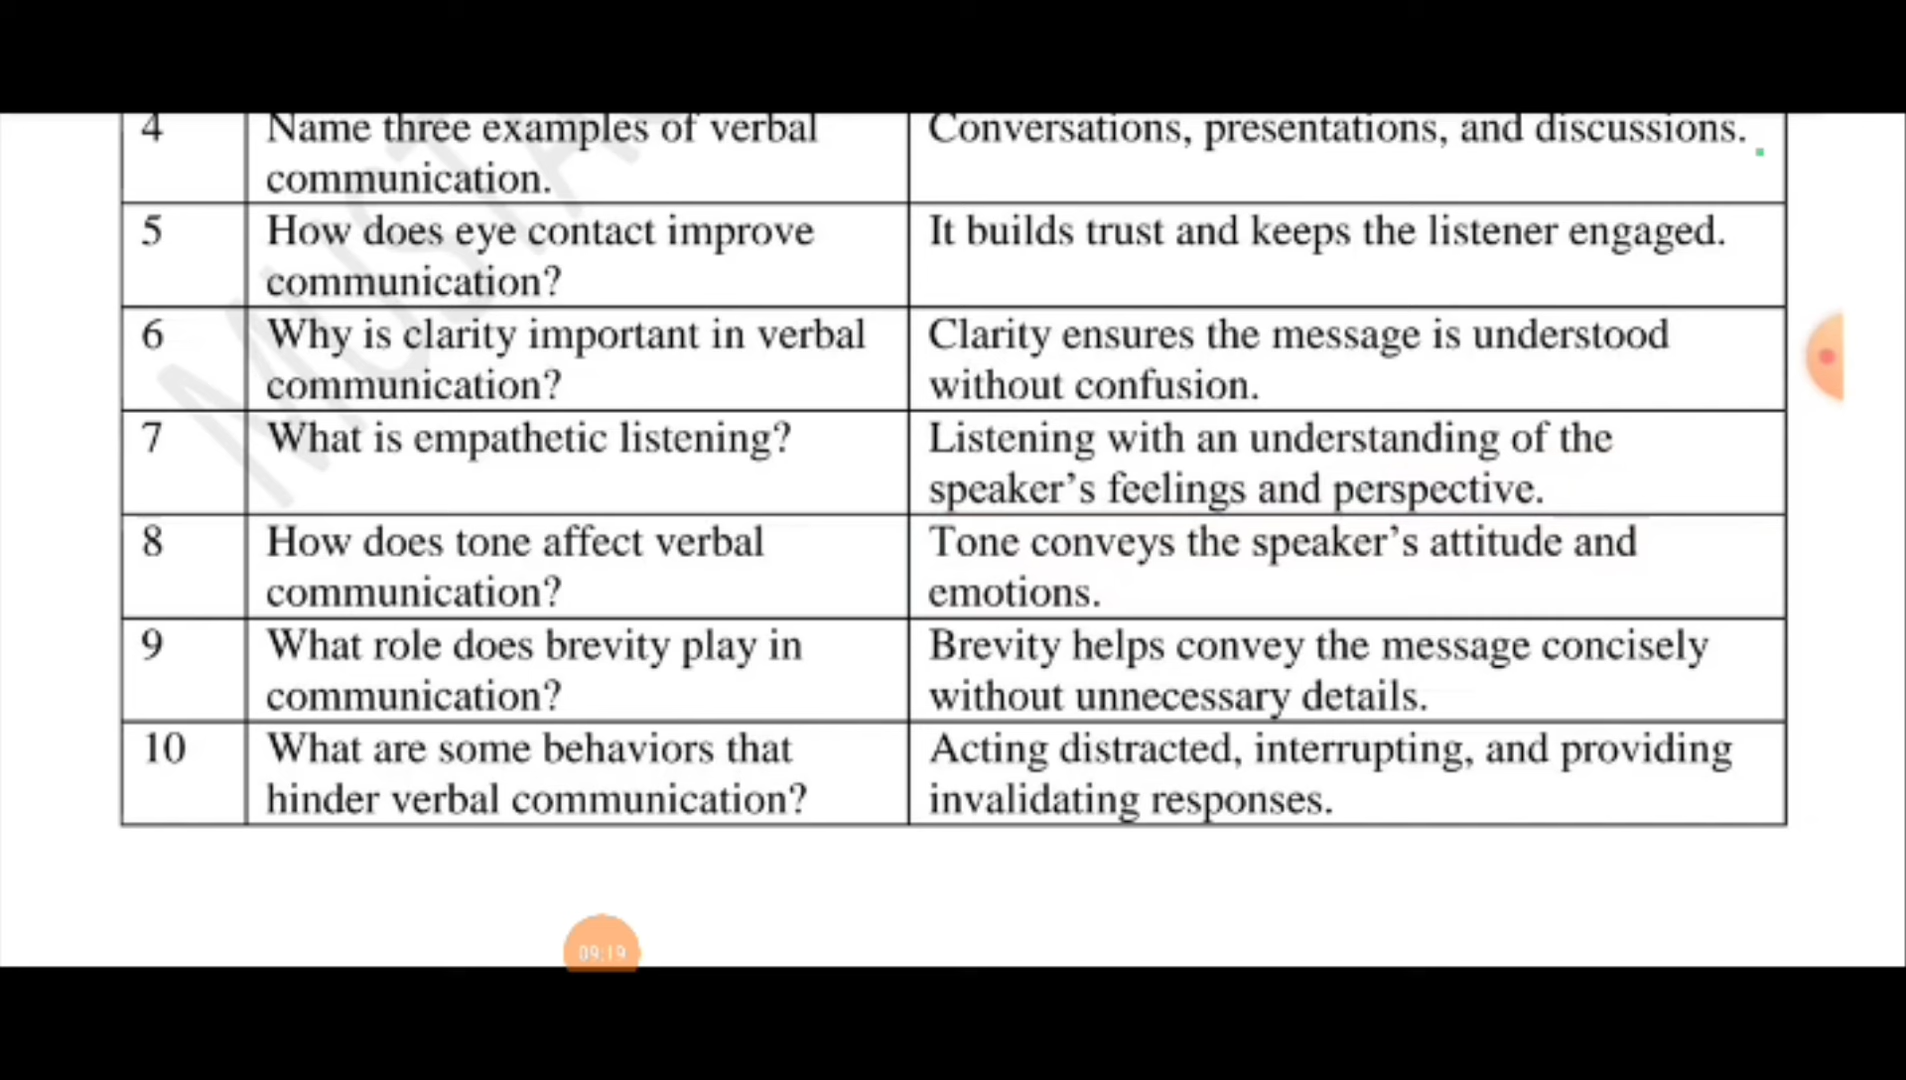 4 Name three examples of verbal Conversations, presentations, and discussions.
communication.
5 How does eye contact improve It builds trust and keeps the listener engaged.
communication?
6 Why is clarity important in verbal Clarity ensures the message is understood
communication? without confusion.
7 What is empathetic listening? Listening with an understanding of the
speaker’s feelings and perspective.
8 How does tone affect verbal Tone conveys the speaker’s attitude and
communication? emotions.
9 What role does brevity play in Brevity helps convey the message concisely
communication? without unnecessary details.
10 What are some behaviors that Acting distracted, interrupting, and providing
hinder verbal communication? invalidating responses.
09:19